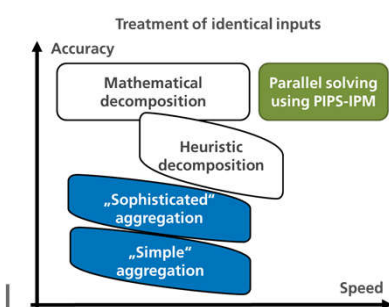 Treatment of identical inputs
Accuracy
Mathematical
decomposition
Parallel solving
using PIPS-IPM
Heuristic
decomposition
„Sophisticated“
aggregation
„Simple“
aggregation
Speed